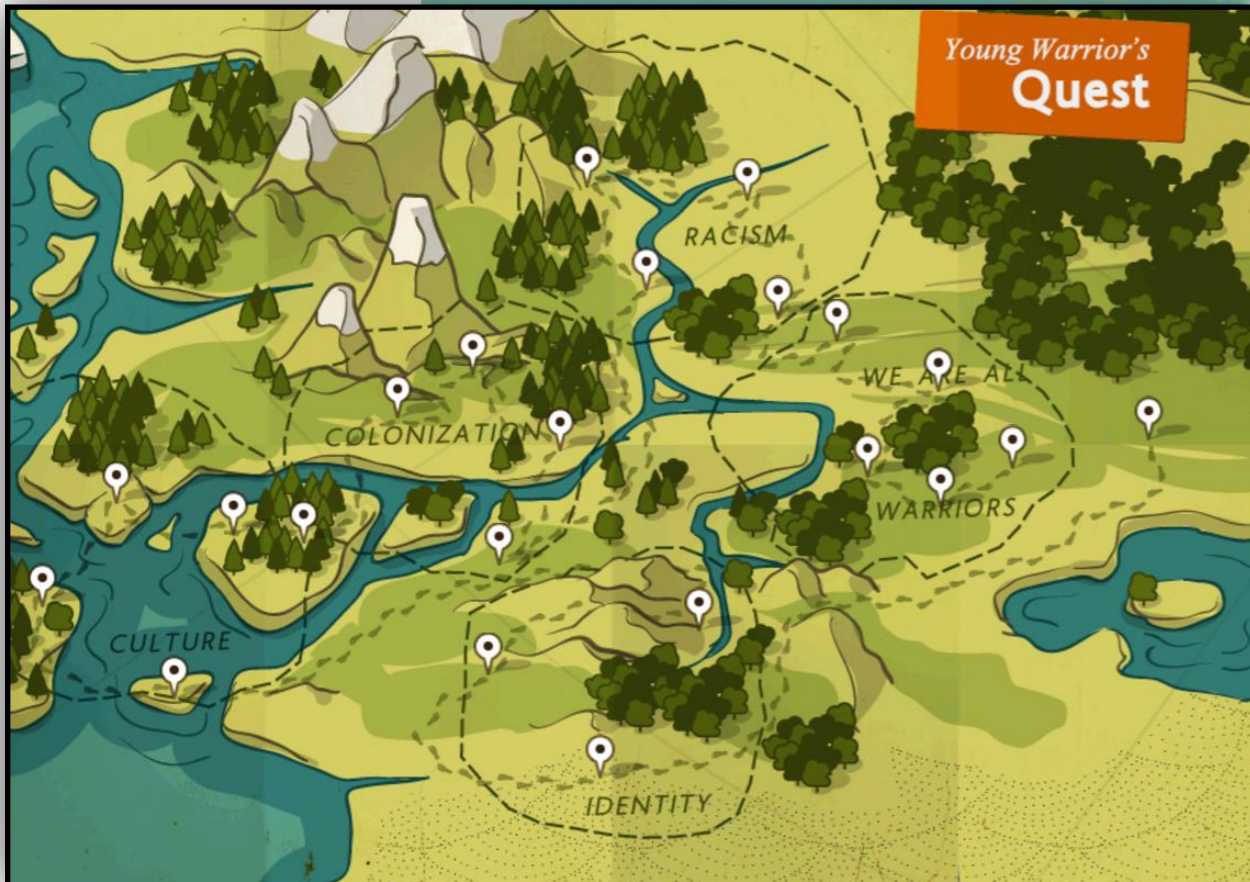 Young Warrior's
Quest
RACISM
WE ARE ALL
COLONIZATION
WARRIORS
CULTURE
IDENTITY